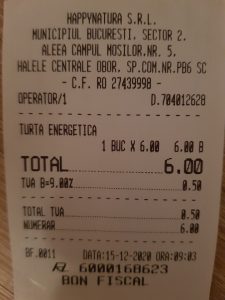 HAPPYNATURA S.R.L.
MUNICIPIUL BUCURESTI, SECTOR 2,
ALEEA CAMPUL MOSILOR,NR. 5,
HALELE CENTRALE OBOR, SP.COM.NR.PB6 SC
- C.F. RO 27439998 -
OPERATOR/1 D.704012628
TURTA ENERGETICA
1 BUC X 6.00 6.00 B
TOTAL 6.00
TVA B=9.00% 0.50
TOTAL TVA 0.50
NUMERAR 6.00
BF.0011 DATA:15-12-2020 ORA:09:03
6000168623
BON FISCAL